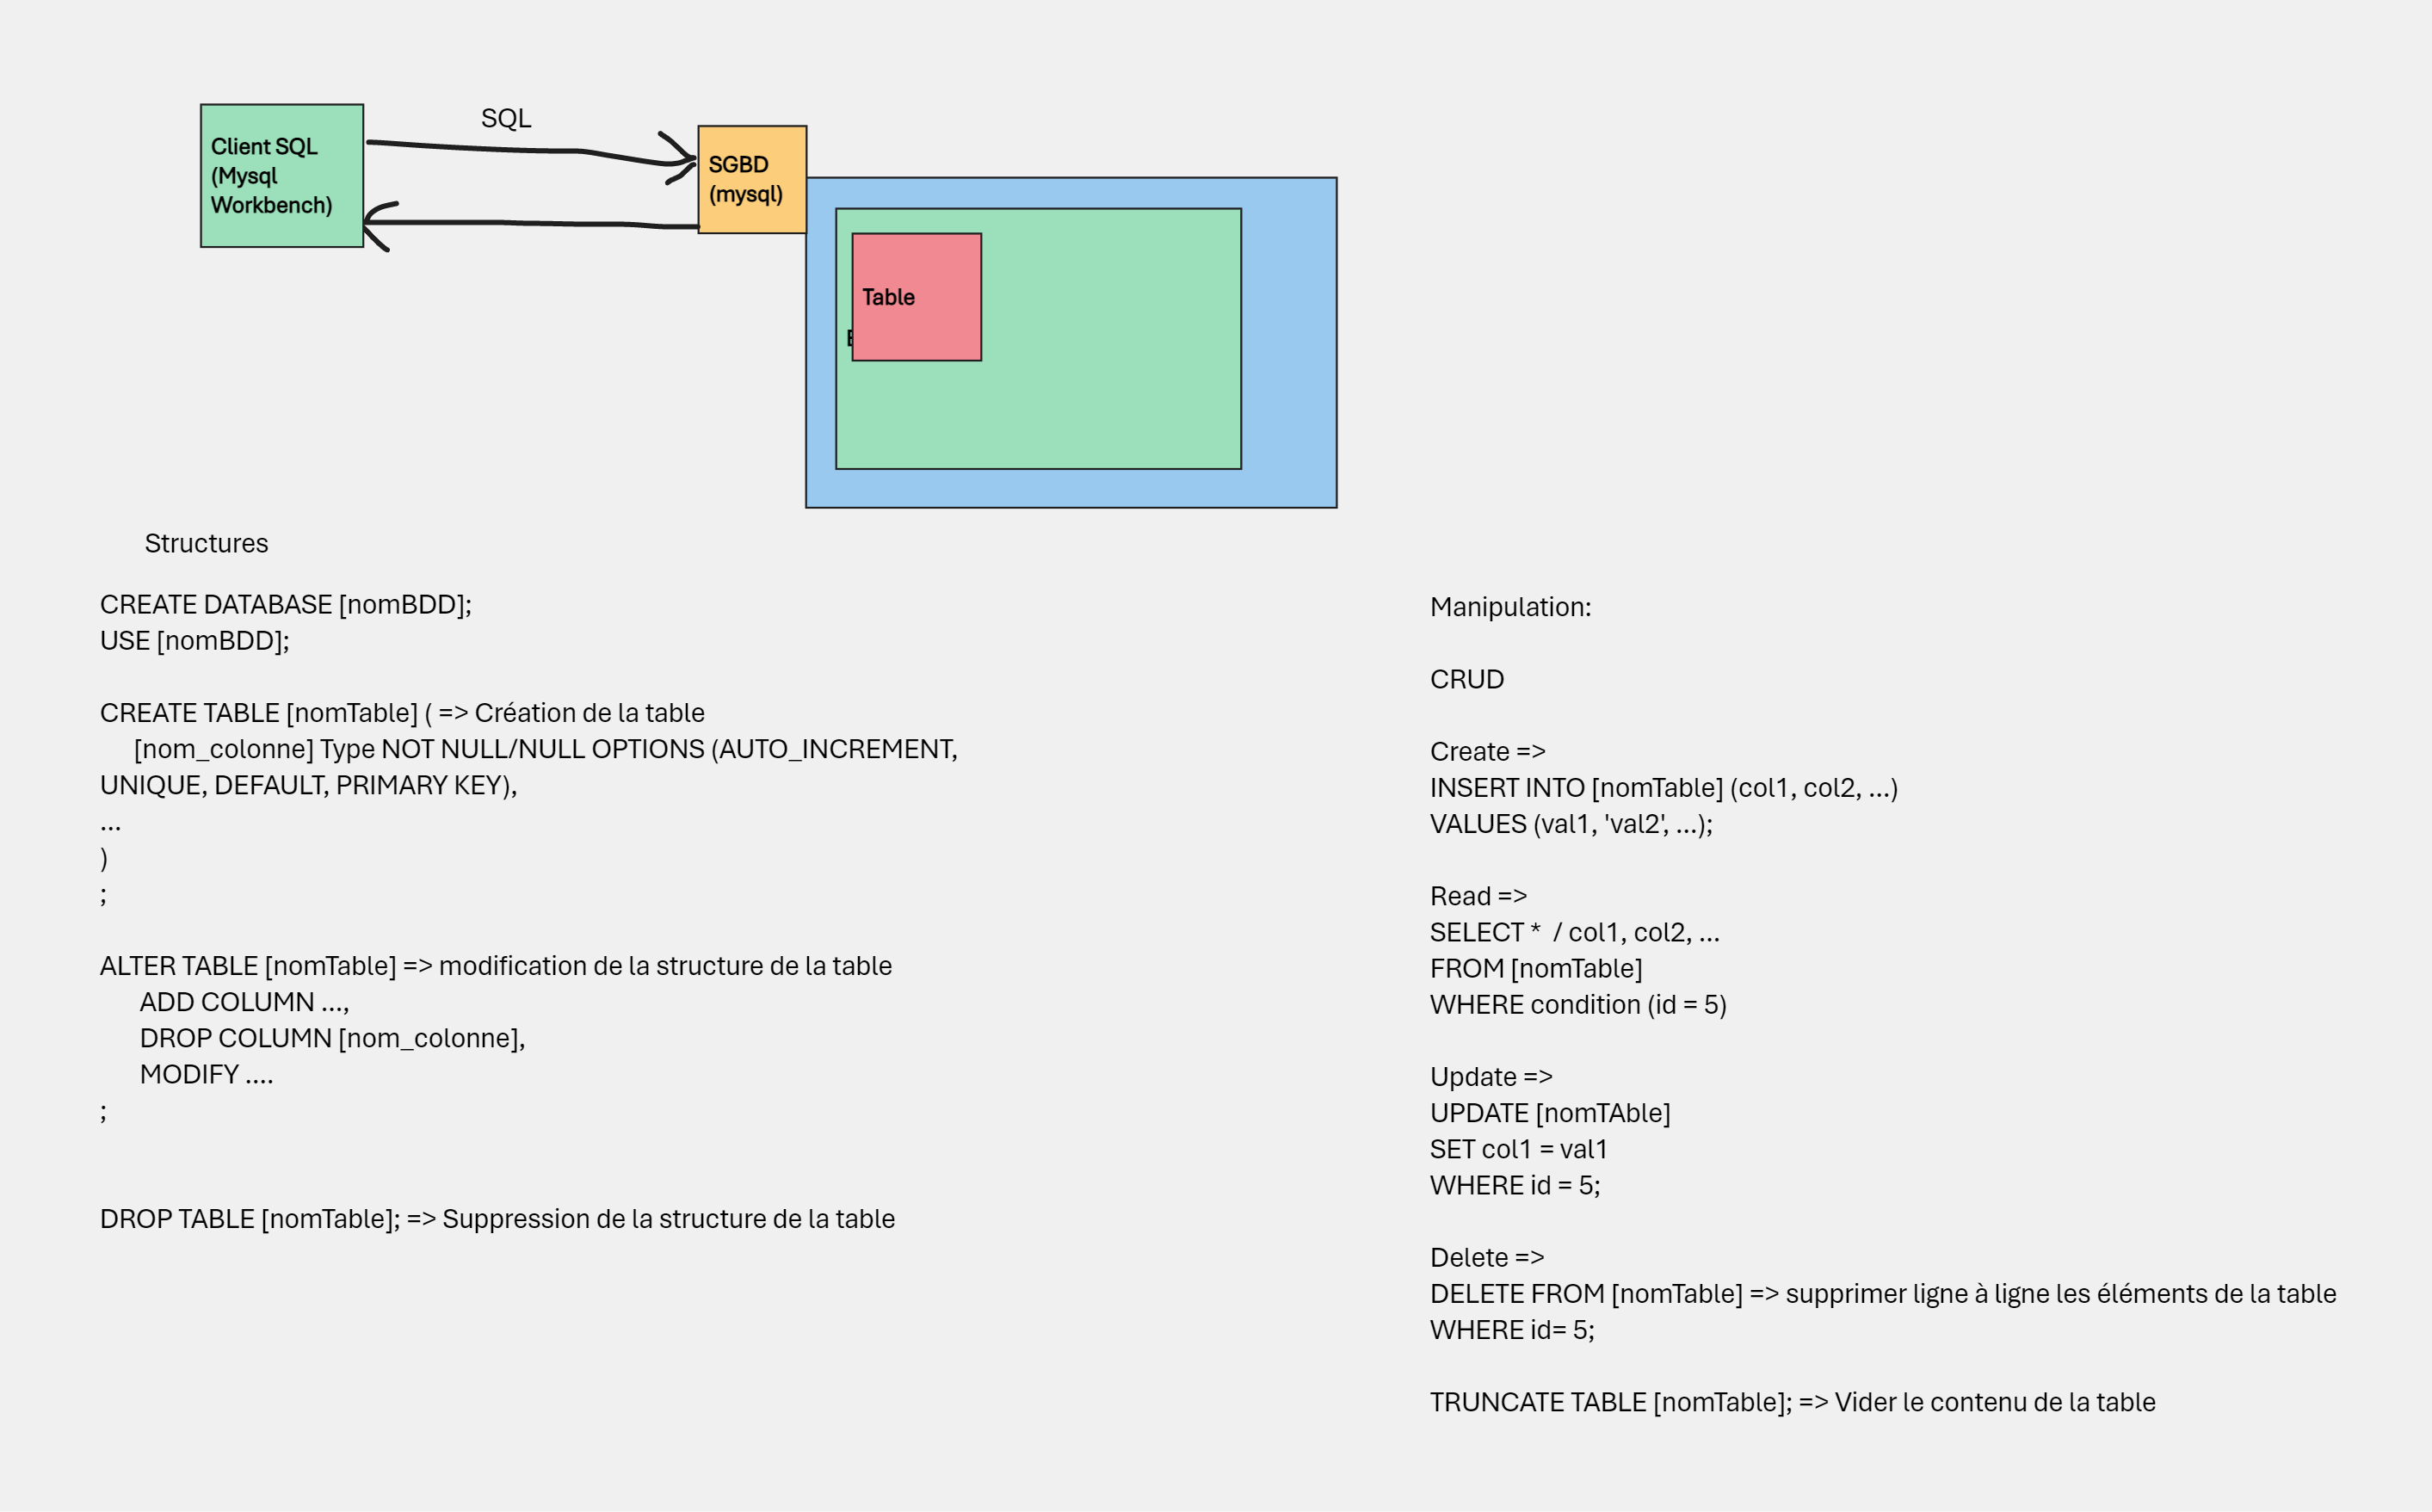 Client SQL
(Mysql
Workbench)
SQL
SGBD
(mysql)
Table
Structures
CREATE DATABASE [nomBDD];
USE [nomBDD];
CREATE TABLE [nomTable] ( => Création de la table
[nom_colonne] Type NOT NULL/NULL OPTIONS (AUTO_INCREMENT,
UNIQUE, DEFAULT, PRIMARY KEY),
...
)
;
ALTER TABLE [nomTable] => modification de la structure de la table
ADD COLUMN ...,
DROP COLUMN [nom_colonne],
MODIFY ....
;
DROP TABLE [nomTable]; => Suppression de la structure de la table
Manipulation:
CRUD
Create =>
INSERT INTO [nomTable] (col1, col2, ...)
VALUES (val1, 'val2', ...);
Read =>
SELECT *  / col1, col2, ...
FROM [nomTable]
WHERE condition (id = 5)
Update =>
UPDATE [nomTAble]
SET col1 = val1
WHERE id = 5;
Delete =>
DELETE FROM [nomTable] => supprimer ligne à ligne les éléments de la table
WHERE id= 5;
TRUNCATE TABLE [nomTable]; => Vider le contenu de la table